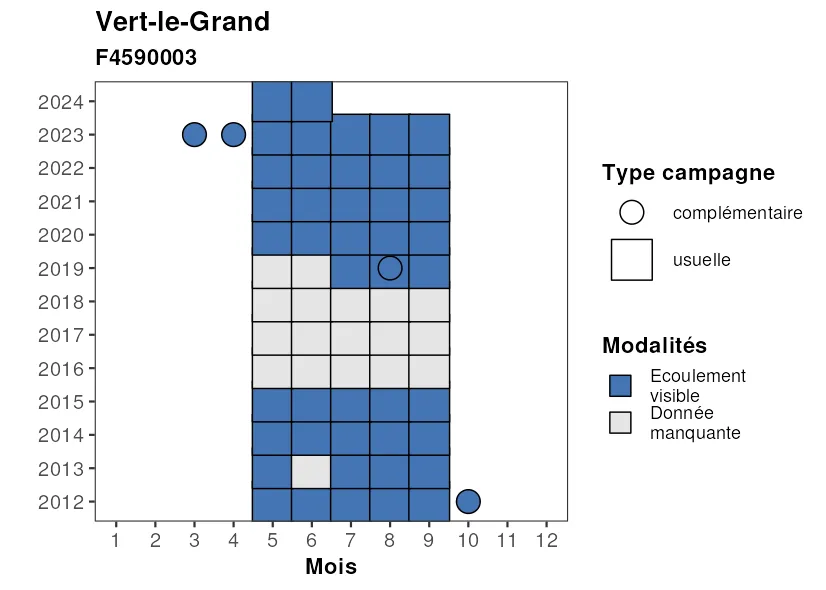 Vert-le-Grand
F4590003
2024
2023
2022
2021
2020
2019
2018
2017
2016
2015
2014
2013
2012
1 2 3 4 5 6 7 8 9 10 11 12
Mois
Type campagne
complémentaire
usuelle
Modalités
Ecoulement
visible
Donnée
manquante